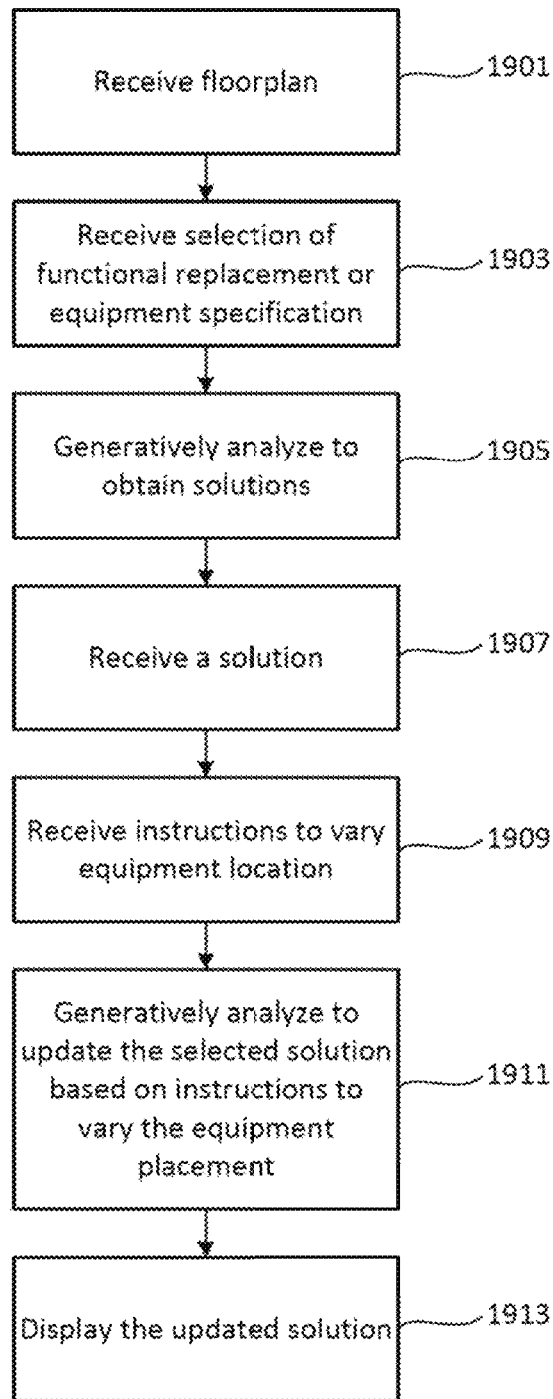 Receive floorplan
1901
Receive selection of
functional replacement or
equipment specification
1903
Generatively analyze to
obtain solutions
1905
Receive a solution
1907
Receive instructions to vary
equipment location
1909
Generatively analyze to
update the selected solution
based on instructions to
vary the equipment
placement
1911
Display the updated solution
1913